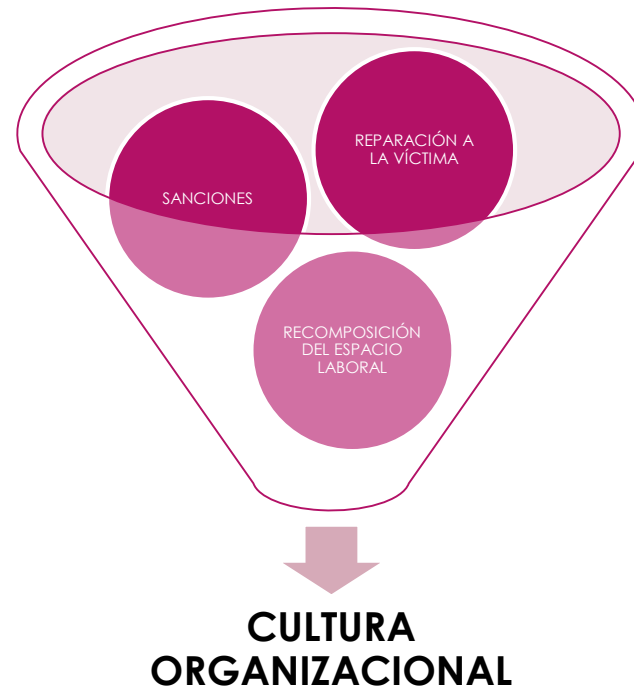 REPARACIÓN A
LA VÍCTIMA
SANCIONES
RECOMPOSICIÓN
DEL ESPACIO
LABORAL
CULTURA
ORGANIZACIONAL